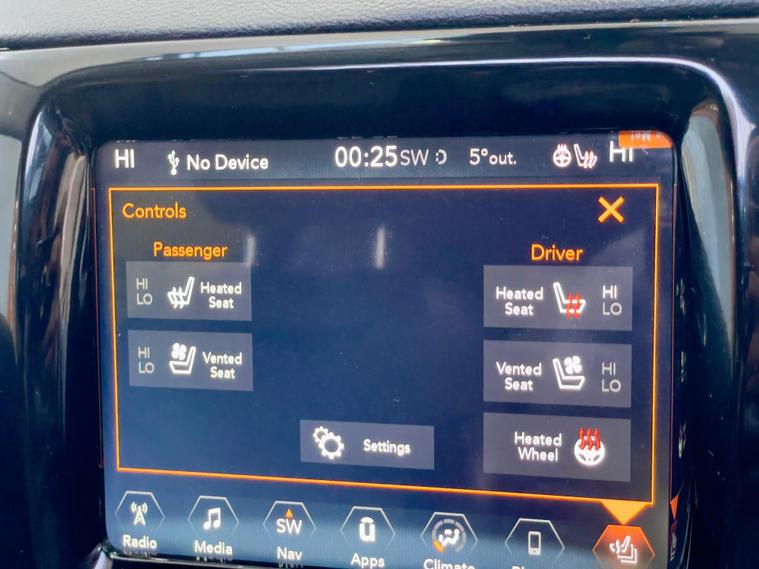 HI No Device 00:25 SW 5°out. HI
Controls
Passenger
Driver
HI
LO
Heated
Seat
Heated
Seat
HI
LO
HI
LO
Vented
Seat
Vented
Seat
HI
LO
Settings
Heated
Wheel
Radio
Media
SW
Nav
ū
Apps
Climate